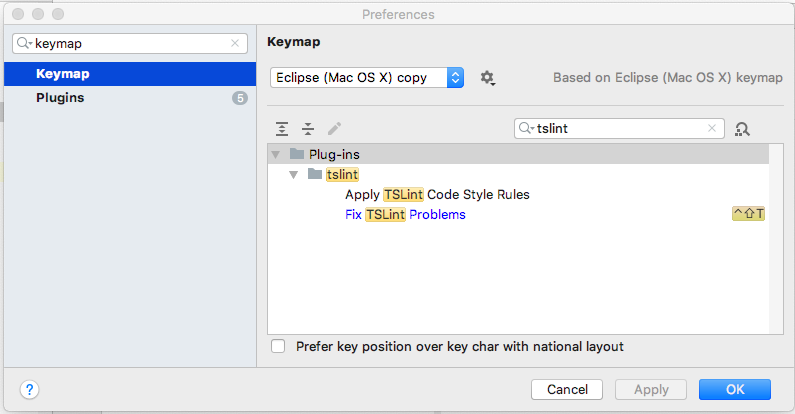 Preferences
keymap
Keymap
Plugins 5
Keymap
Eclipse (Mac OS X) copy
Based on Eclipse (Mac OS X) keymap
tslint
Plug-ins
tslint
Apply TSLint Code Style Rules
Fix TSLint Problems ^⇧T
Prefer key position over key char with national layout
?
Cancel
Apply
OK